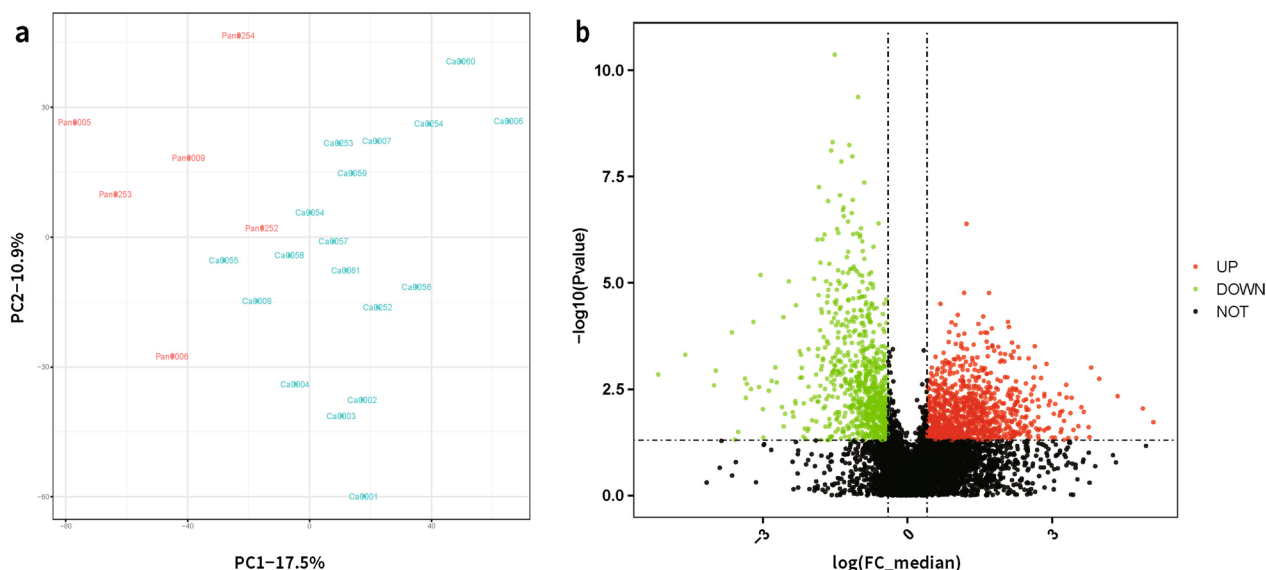 a
Pan0254
Ca0060
30
Pan0005
Ca0254
Ca0006
Ca0253
Ca0007
Pan0009
Ca0059
Pan0253
Ca0054
Pan0252
0
Ca0057
Ca0058
Ca0055
Ca0061
Ca0056
Ca0009
Ca0252
Pan0006
−30
Ca0004
Ca0002
Ca0003
−60
Ca0001
−80
−40
0
40
PC2−10.9%
PC1−17.5%
b
10.0
7.5
5.0
2.5
0.0
−log10(Pvalue)
−3
0
3
log(FC_median)
UP
DOWN
NOT